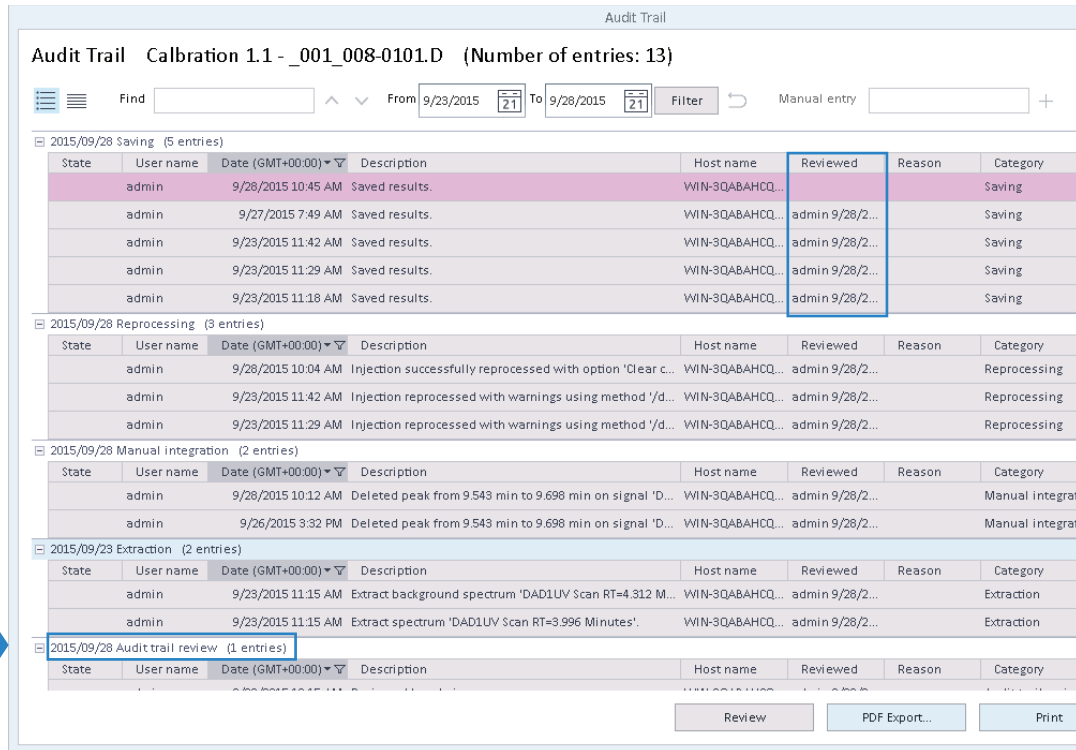 Audit Trail
Audit Trail Calbration 1.1 - _001_008-0101.D (Number of entries: 13)
Find From 9/23/2015 21 To 9/28/2015 21 Filter Manual entry
2015/09/28 Saving (5 entries)
State User name Date (GMT+00:00) Description Host name Reviewed Reason Category
admin 9/28/2015 10:45 AM Saved results. WIN-3QABAHCQ... Saving
admin 9/27/2015 7:49 AM Saved results. WIN-3QABAHCQ... admin 9/28/2... Saving
admin 9/23/2015 11:42 AM Saved results. WIN-3QABAHCQ... admin 9/28/2... Saving
admin 9/23/2015 11:29 AM Saved results. WIN-3QABAHCQ... admin 9/28/2... Saving
admin 9/23/2015 11:18 AM Saved results. WIN-3QABAHCQ... admin 9/28/2... Saving
2015/09/28 Reprocessing (3 entries)
State User name Date (GMT+00:00) Description Host name Reviewed Reason Category
admin 9/28/2015 10:04 AM Injection successfully reprocessed with option 'Clear c... WIN-3QABAHCQ... admin 9/28/2... Reprocessing
admin 9/23/2015 11:42 AM Injection reprocessed with warnings using method '/d... WIN-3QABAHCQ... admin 9/28/2... Reprocessing
admin 9/23/2015 11:29 AM Injection reprocessed with warnings using method '/d... WIN-3QABAHCQ... admin 9/28/2... Reprocessing
2015/09/28 Manual integration (2 entries)
State User name Date (GMT+00:00) Description Host name Reviewed Reason Category
admin 9/28/2015 10:12 AM Deleted peak from 9.543 min to 9.698 min on signal 'D... WIN-3QABAHCQ... admin 9/28/2... Manual integrat
admin 9/26/2015 3:32 PM Deleted peak from 9.543 min to 9.698 min on signal 'D... WIN-3QABAHCQ... admin 9/28/2... Manual integrat
2015/09/23 Extraction (2 entries)
State User name Date (GMT+00:00) Description Host name Reviewed Reason Category
admin 9/23/2015 11:15 AM Extract background spectrum 'DAD1UV Scan RT=4.312 M... WIN-3QABAHCQ... admin 9/28/2... Extraction
admin 9/23/2015 11:15 AM Extract spectrum 'DAD1UV Scan RT=3.996 Minutes'. WIN-3QABAHCQ... admin 9/28/2... Extraction
2015/09/28 Audit trail review (1 entries)
State User name Date (GMT+00:00) Description Host name Reviewed Reason Category
Review PDF Export... Print